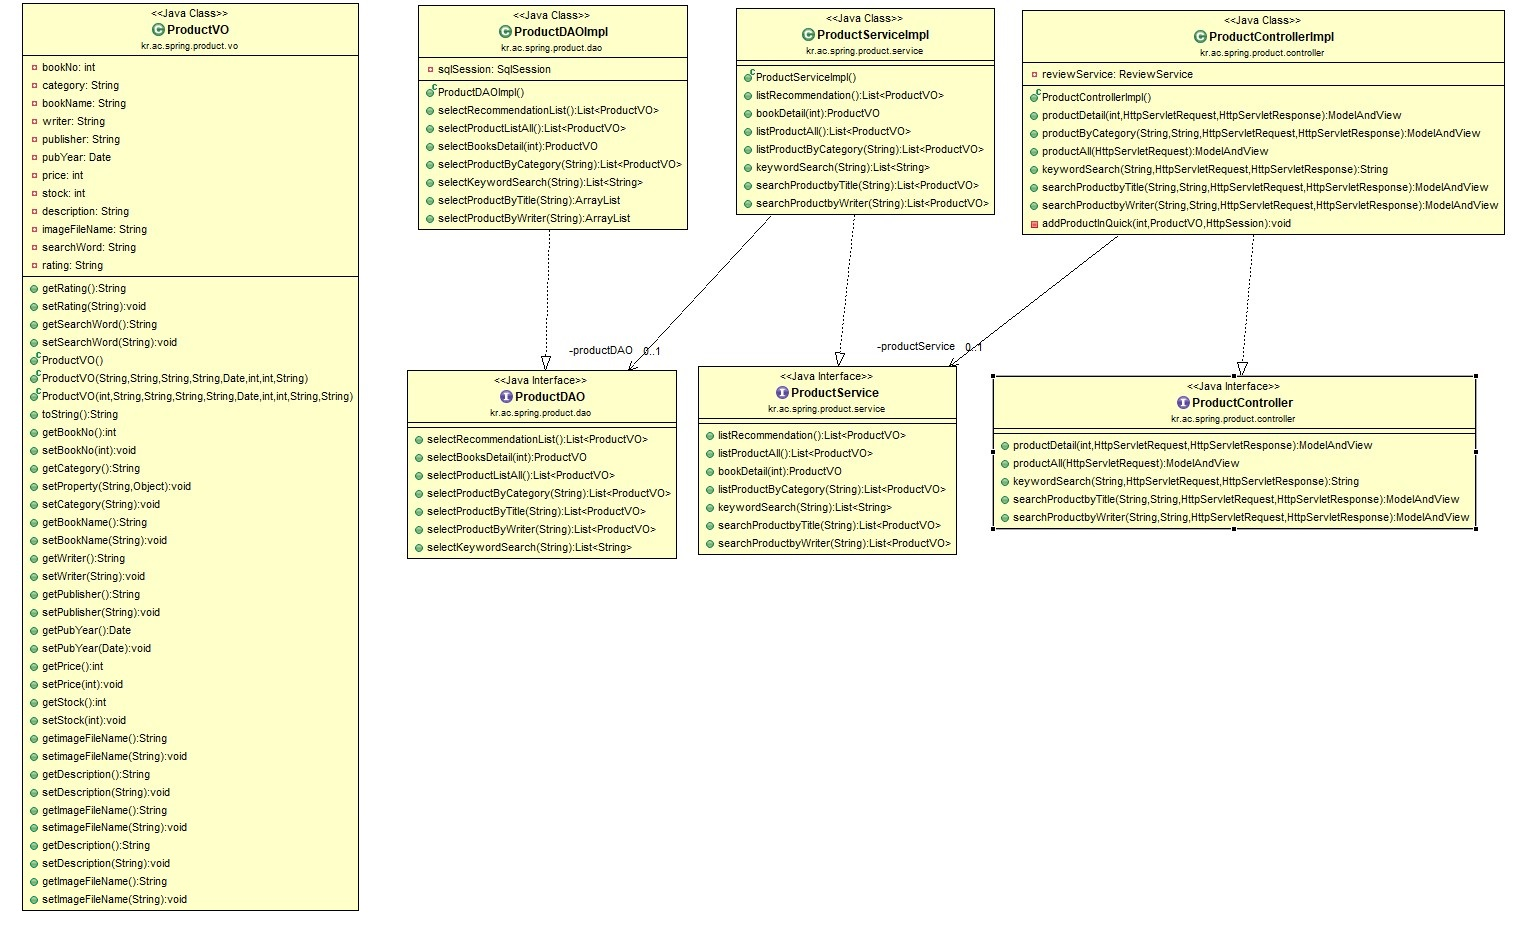 <<Java Class>>
ProductVO
kr.ac.spring.product.vo
bookNo: int
category: String
bookName: String
writer: String
publisher: String
pubYear: Date
price: int
stock: int
description: String
imageFileName: String
searchWord: String
rating: String
getRating():String
setRating(String):void
getSearchWord():String
setSearchWord(String):void
ProductVO()
ProductVO(String,String,String,String,Date,int,int,String)
ProductVO(int,String,String,String,String,Date,int,int,String,String)
toString():String
getBookNo():int
setBookNo(int):void
getCategory():String
setProperty(String,Object):void
setCategory(String):void
getBookName():String
setBookName(String):void
getWriter():String
setWriter(String):void
getPublisher():String
setPublisher(String):void
getPubYear():Date
setPubYear(Date):void
getPrice():int
setPrice(int):void
getStock():int
setStock(int):void
getimageFileName():String
setimageFileName(String):void
getDescription():String
setDescription(String):void
getImageFileName():String
setimageFileName(String):void
getDescription():String
setDescription(String):void
getImageFileName():String
setImageFileName(String):void
<<Java Class>>
ProductDAOImpl
kr.ac.spring.product.dao
sqlSession: SqlSession
ProductDAOImpl()
selectRecommendationList():List<ProductVO>
selectProductListAll():List<ProductVO>
selectBooksDetail(int):ProductVO
selectProductByCategory(String):List<ProductVO>
selectKeywordSearch(String):List<String>
selectProductByTitle(String):ArrayList
selectProductByWriter(String):ArrayList
<<Java Class>>
ProductServiceImpl
kr.ac.spring.product.service
ProductServiceImpl()
listRecommendation():List<ProductVO>
bookDetail(int):ProductVO
listProductAll():List<ProductVO>
listProductByCategory(String):List<ProductVO>
keywordSearch(String):List<String>
searchProductbyTitle(String):List<ProductVO>
searchProductbyWriter(String):List<ProductVO>
<<Java Class>>
ProductControllerImpl
kr.ac.spring.product.controller
reviewService: ReviewService
ProductControllerImpl()
productDetail(int,HttpServletRequest,HttpServletResponse):ModelAndView
productByCategory(String,String,HttpServletRequest,HttpServletResponse):ModelAndView
productAll(HttpServletRequest):ModelAndView
keywordSearch(String,HttpServletRequest,HttpServletResponse):String
searchProductbyTitle(String,String,HttpServletRequest,HttpServletResponse):ModelAndView
searchProductbyWriter(String,String,HttpServletRequest,HttpServletResponse):ModelAndView
addProductInQuick(int,ProductVO,HttpSession):void
-productDAO 0..1
-productService 0..1
<<Java Interface>>
ProductDAO
kr.ac.spring.product.dao
selectRecommendationList():List<ProductVO>
selectBooksDetail(int):ProductVO
selectProductListAll():List<ProductVO>
selectProductByCategory(String):List<ProductVO>
selectProductByTitle(String):List<ProductVO>
selectProductByWriter(String):List<ProductVO>
selectKeywordSearch(String):List<String>
<<Java Interface>>
ProductService
kr.ac.spring.product.service
listRecommendation():List<ProductVO>
listProductAll():List<ProductVO>
bookDetail(int):ProductVO
listProductByCategory(String):List<ProductVO>
keywordSearch(String):List<String>
searchProductbyTitle(String):List<ProductVO>
searchProductbyWriter(String):List<ProductVO>
<<Java Interface>>
ProductController
kr.ac.spring.product.controller
productDetail(int,HttpServletRequest,HttpServletResponse):ModelAndView
productAll(HttpServletRequest):ModelAndView
keywordSearch(String,HttpServletRequest,HttpServletResponse):String
searchProductbyTitle(String,String,HttpServletRequest,HttpServletResponse):ModelAndView
searchProductbyWriter(String,String,HttpServletRequest,HttpServletResponse):ModelAndView